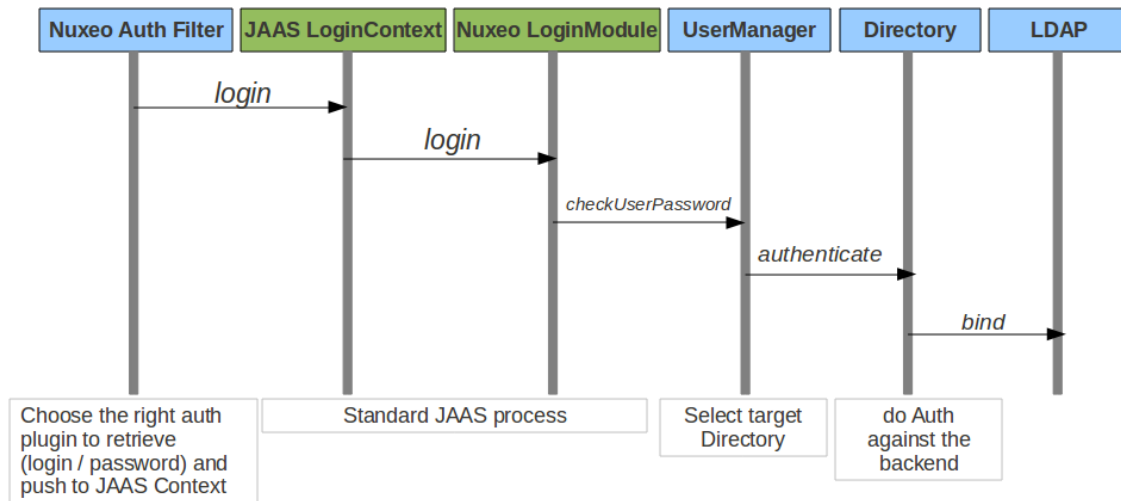 Nuxeo Auth Filter
JAAS LoginContext
Nuxeo LoginModule
UserManager
Directory
LDAP
login
login
checkUserPassword
authenticate
bind
Choose the right auth
plugin to retrieve
(login / password) and
push to JAAS Context
Standard JAAS process
Select target
Directory
do Auth
against the
backend